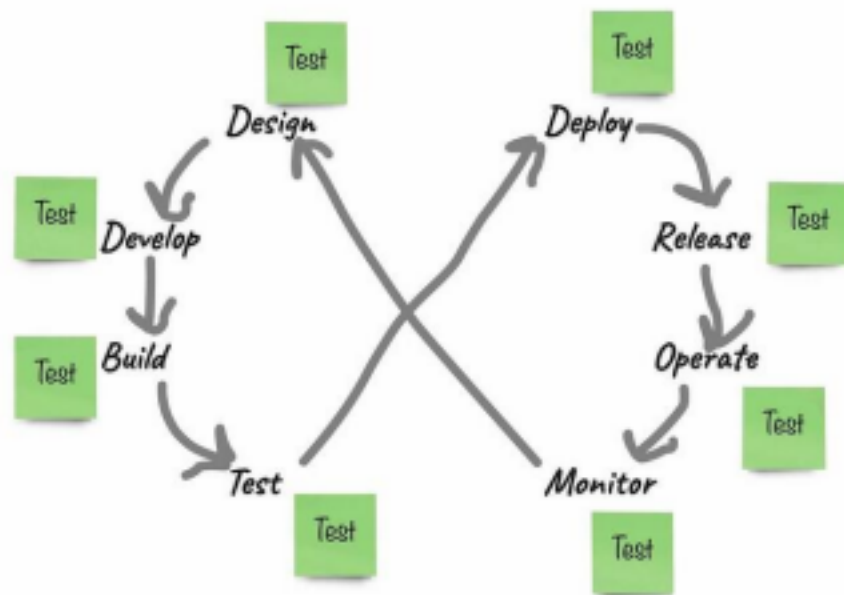 Test
Test
Design
Deploy
Test
Develop
Release
Test
Test
Build
Operate
Test
Test
Monitor
Test
Test